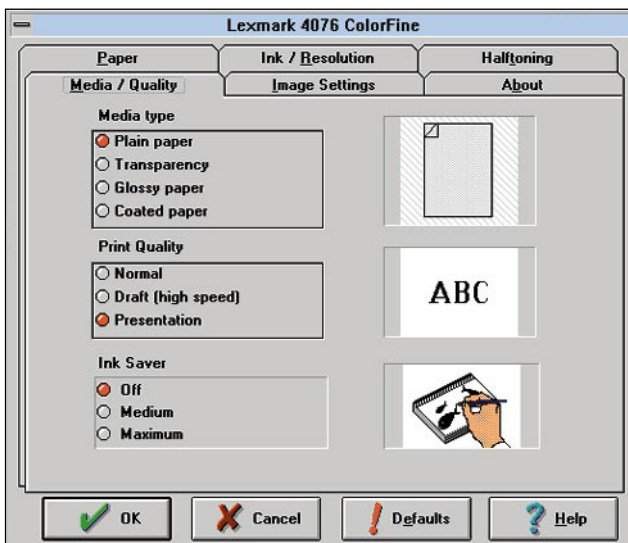 Lexmark 4076 ColorFine
Paper
Ink / Resolution
Halftoning
Media / Quality
Image Settings
About
Media type
Plain paper
Transparency
Glossy paper
Coated paper
Print Quality
Normal
Draft (high speed)
Presentation
ABC
Ink Saver
Off
Medium
Maximum
OK
Cancel
Defaults
Help